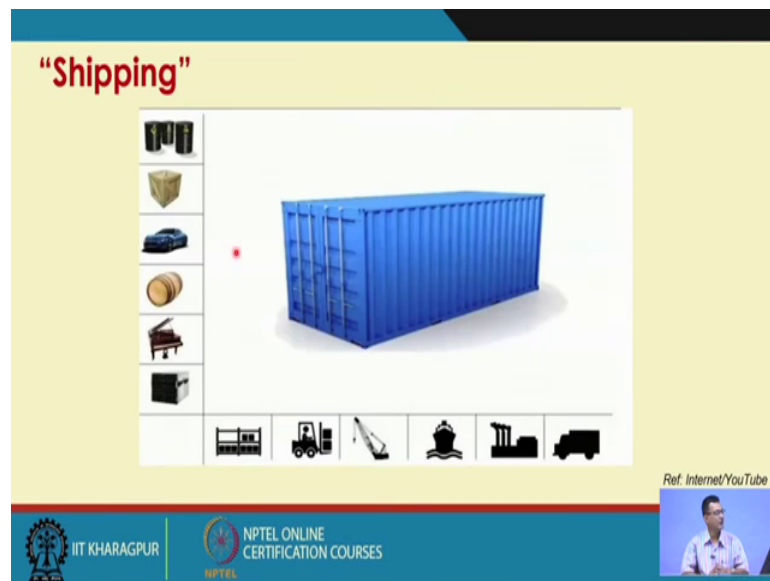 “Shipping”
Ref: Internet/YouTube
IIT KHARAGPUR
NPTEL
NPTEL ONLINE
CERTIFICATION COURSES